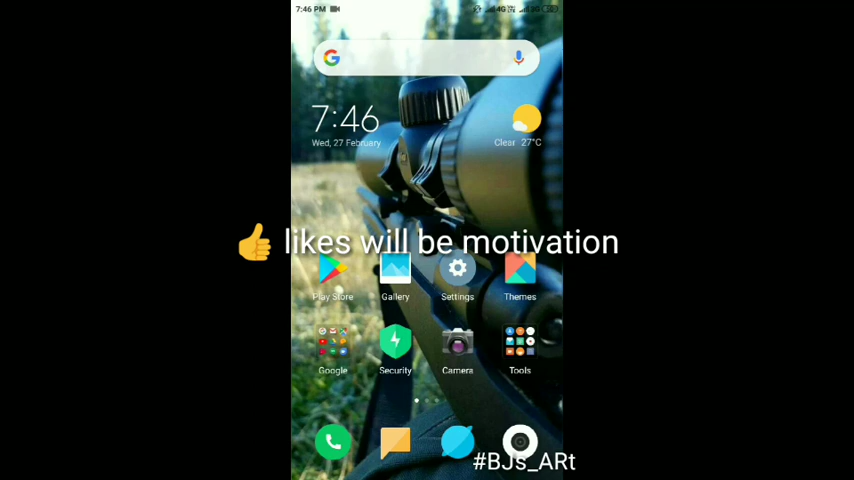 7:46 PM
7:46
Wed, 27 February
Clear 27°C
👍 likes will be motivation
Play Store Gallery Settings Themes
Google Security Camera Tools
#BJs_ARt